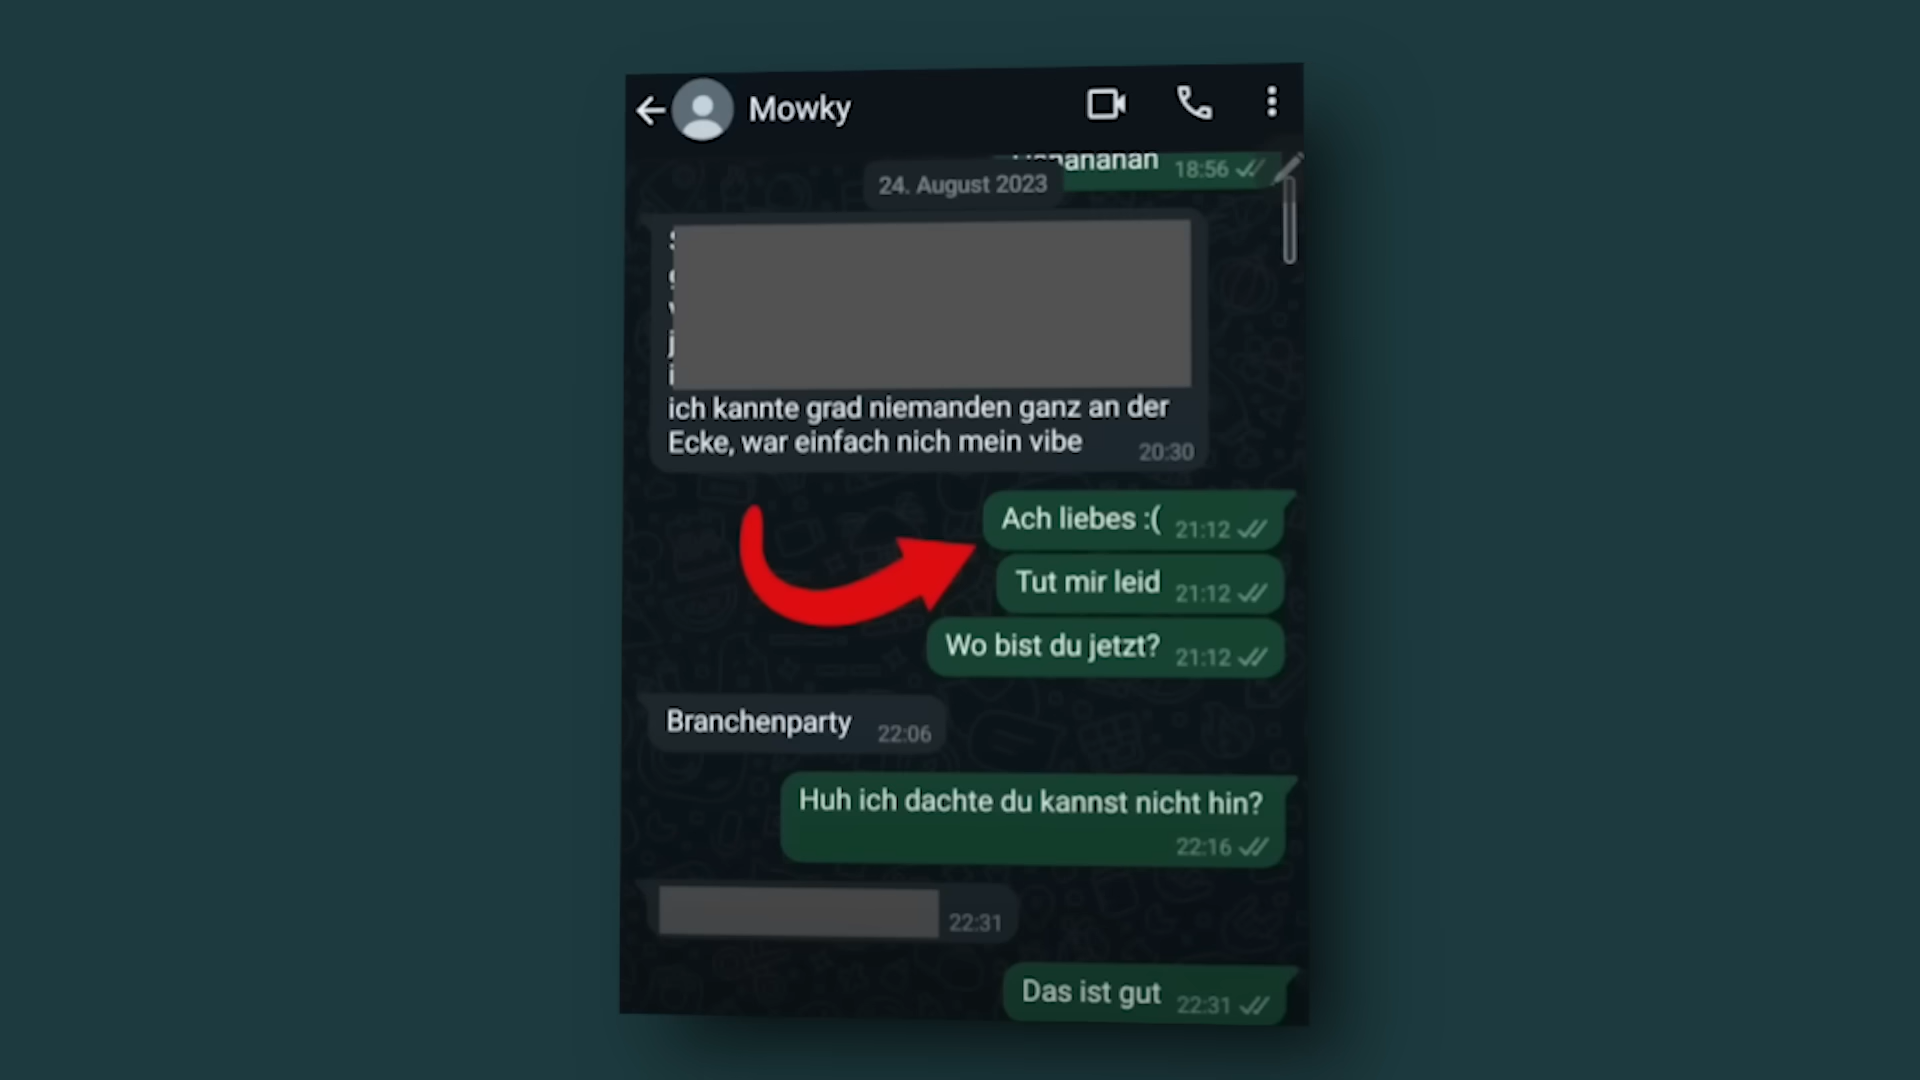 Mowky
18:56
24. August 2023
ich kannte grad niemanden ganz an der
Ecke, war einfach nich mein vibe
20:30
Ach liebes :( 21:12
Tut mir leid 21:12
Wo bist du jetzt? 21:12
Branchenparty 22:06
Huh ich dachte du kannst nicht hin?
22:16
22:31
Das ist gut 22:31